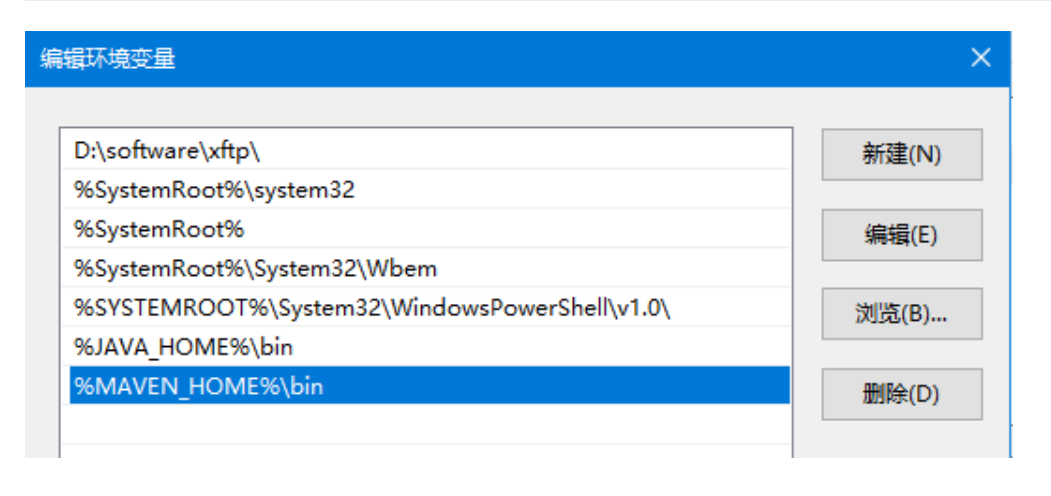 编辑环境变量
D:\software\xftp\
%SystemRoot%\system32
%SystemRoot%
%SystemRoot%\System32\Wbem
%SYSTEMROOT%\System32\WindowsPowerShell\v1.0\
%JAVA_HOME%\bin
%MAVEN_HOME%\bin
新建(N)
编辑(E)
浏览(B)...
删除(D)